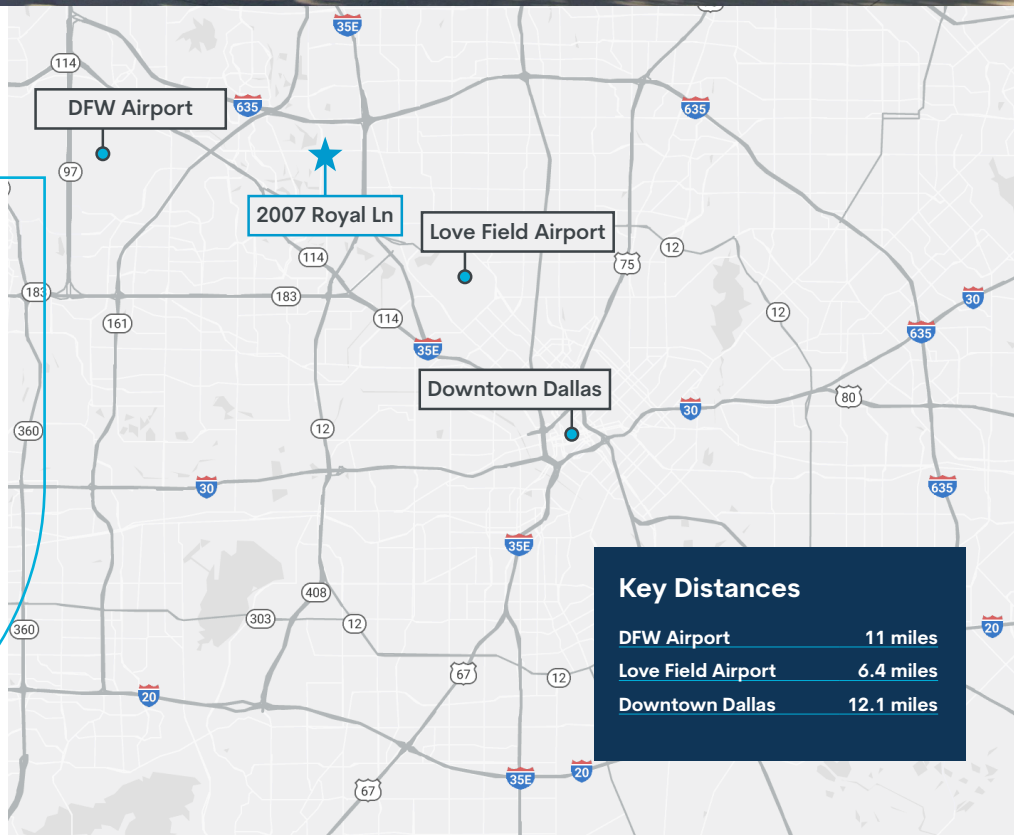 35E
114
635
DFW Airport
635
97
2007 Royal Ln
Love Field Airport
12
75
114
183
183
30
12
161
114
635
35E
Downtown Dallas
80
30
360
12
30
635
35E
408
303
12
360
20
67
12
20
35E
20
67
Key Distances
DFW Airport 11 miles
Love Field Airport 6.4 miles
Downtown Dallas 12.1 miles